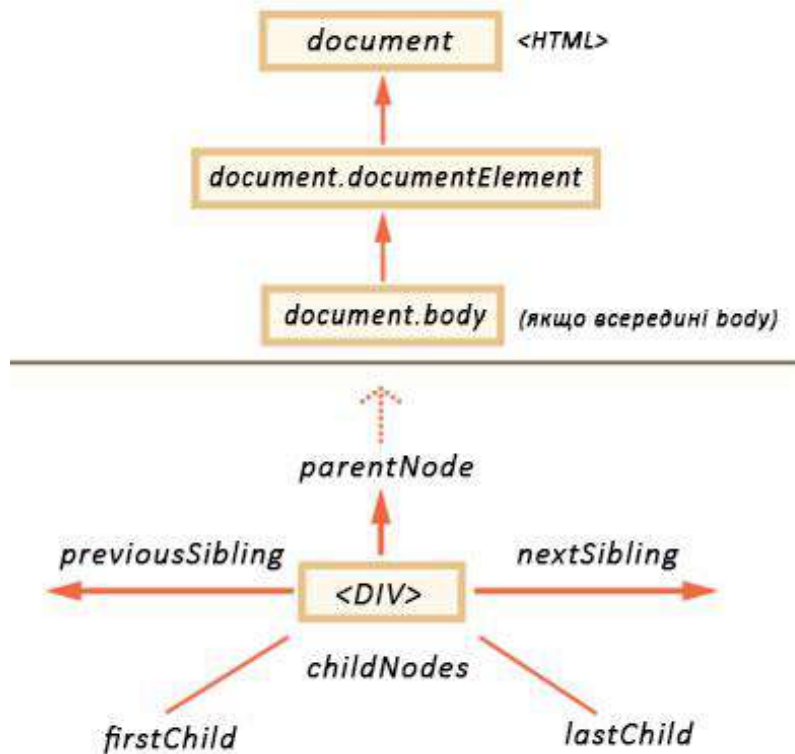 document <HTML>
document.documentElement
document.body (якщо всередині body)
parentNode
previousSibling nextSibling
<DIV>
childNodes
firstChild lastChild